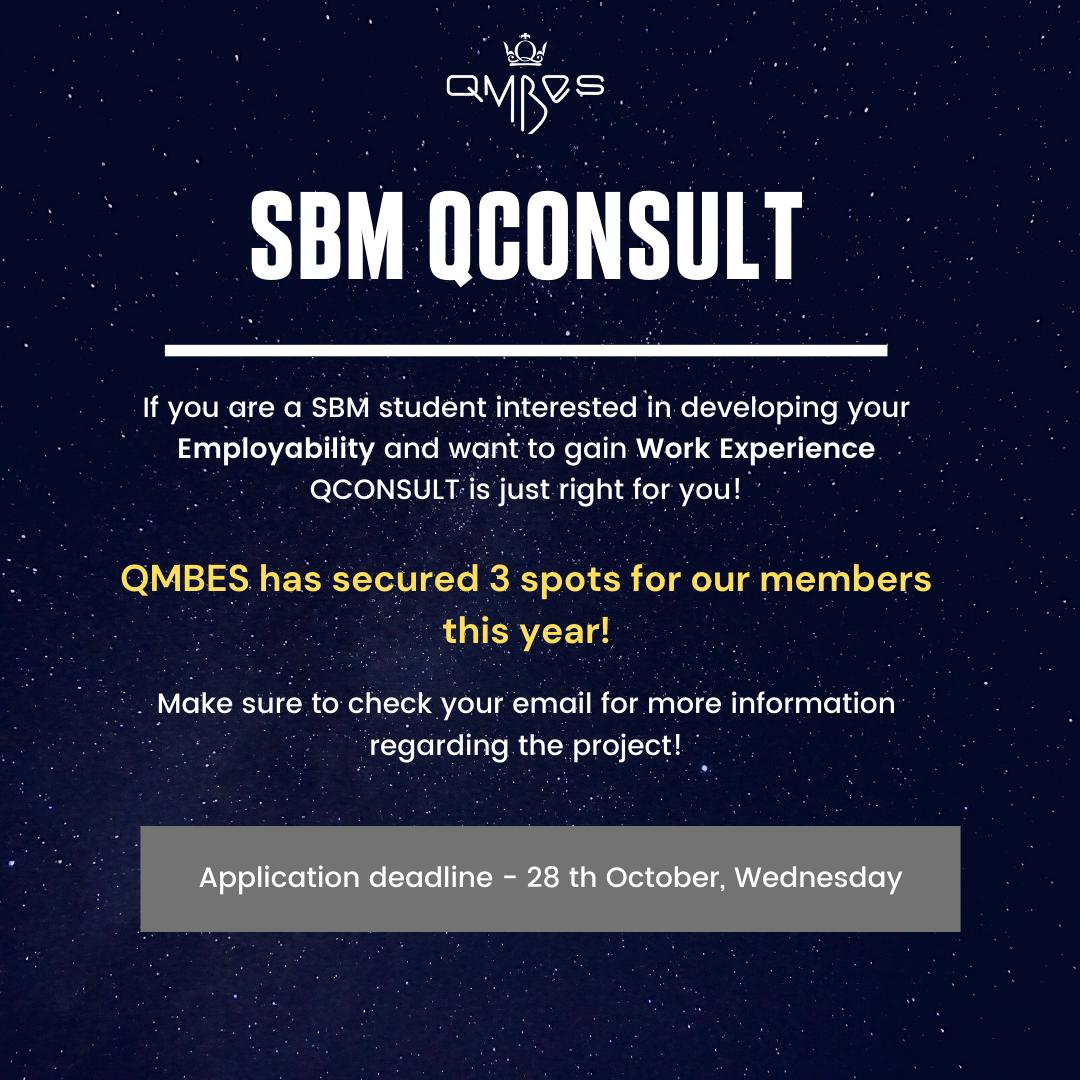 Q
QMBES
SBM QCONSULT
If you are a SBM student interested in developing your
Employability and want to gain Work Experience
QCONSULT is just right for you!
QMBES has secured 3 spots for our members
this year!
Make sure to check your email for more information
regarding the project!
Application deadline - 28 th October, Wednesday